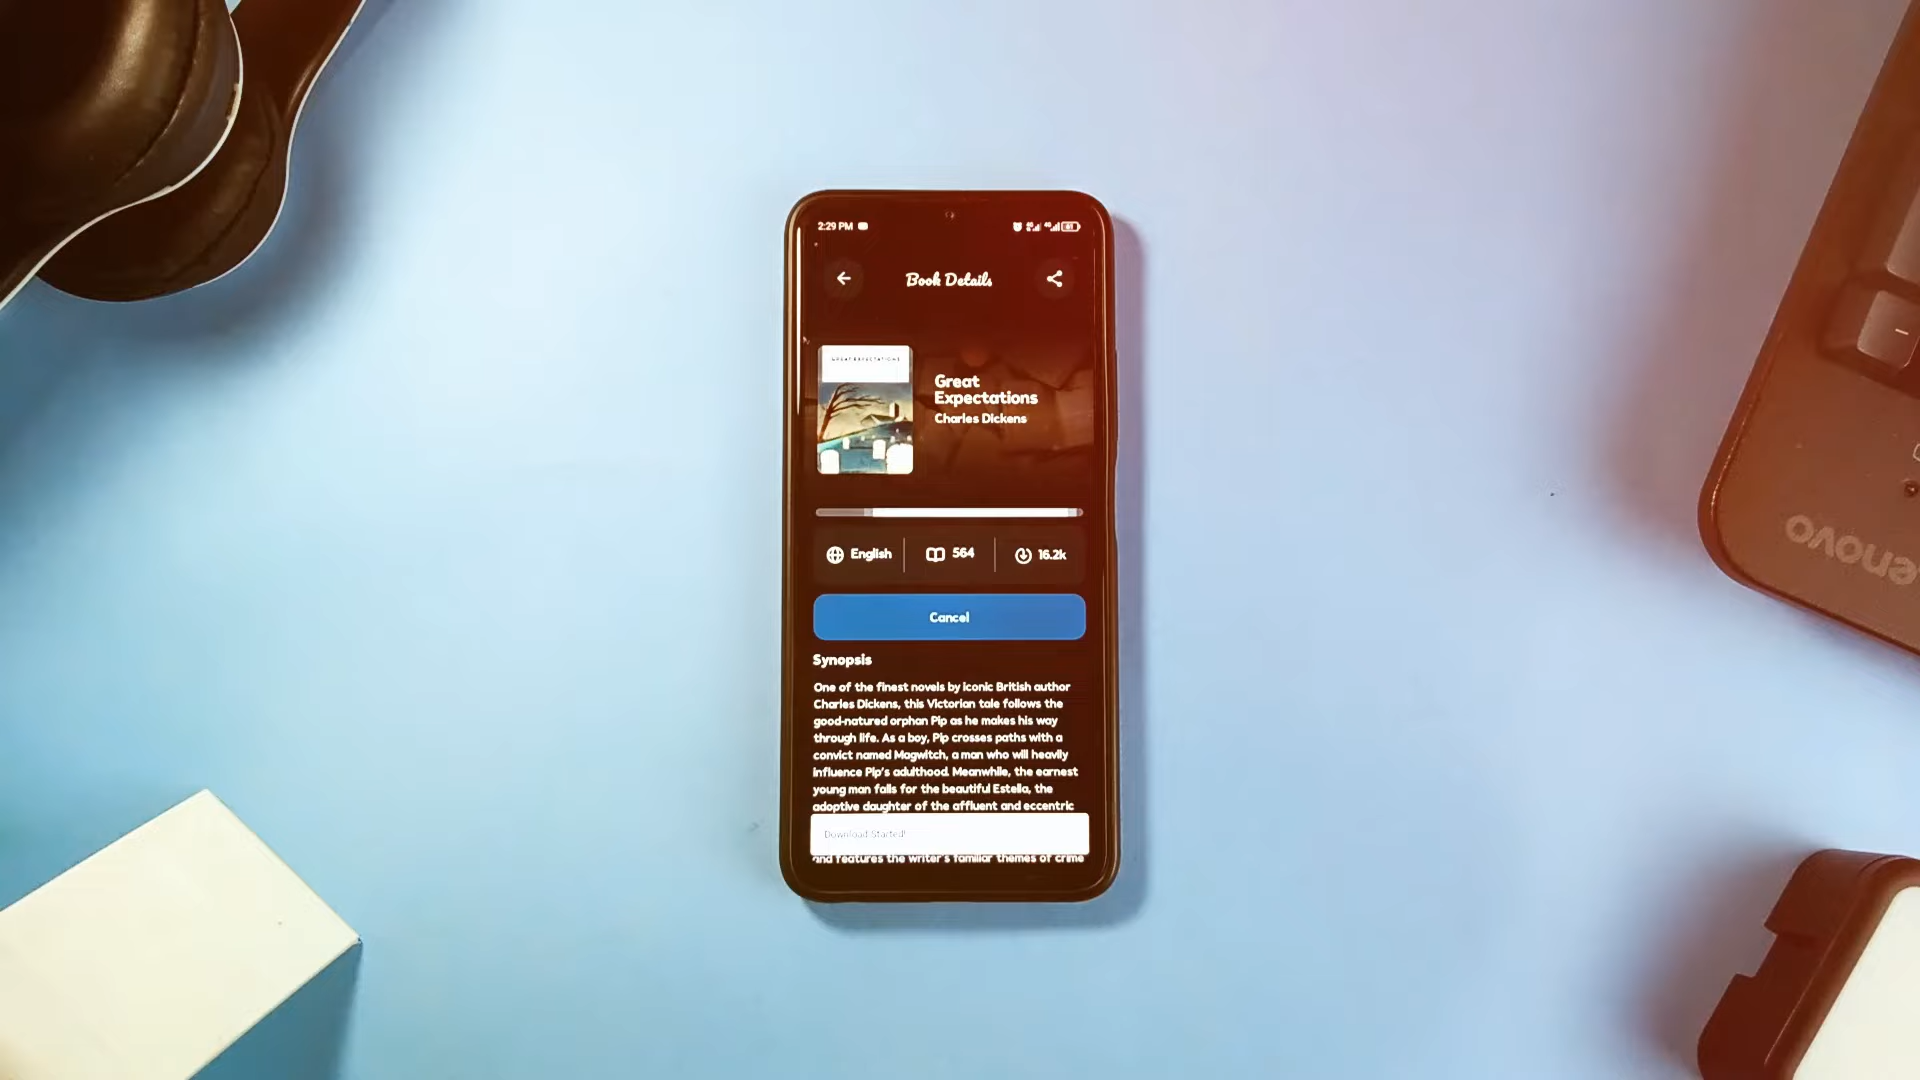 2:29 PM
Book Details
GREAT EXPECTATIONS
Great
Expectations
Charles Dickens
English
564
16.2k
Cancel
Synopsis
One of the finest novels by iconic British author
Charles Dickens, this Victorian tale follows the
good-natured orphan Pip as he makes his way
through life. As a boy, Pip crosses paths with a
convict named Magwitch, a man who will heavily
influence Pip's adulthood. Meanwhile, the earnest
young man falls for the beautiful Estella, the
adoptive daughter of the affluent and eccentric
Download Started!
and features the writer's familiar themes of crime
enovo